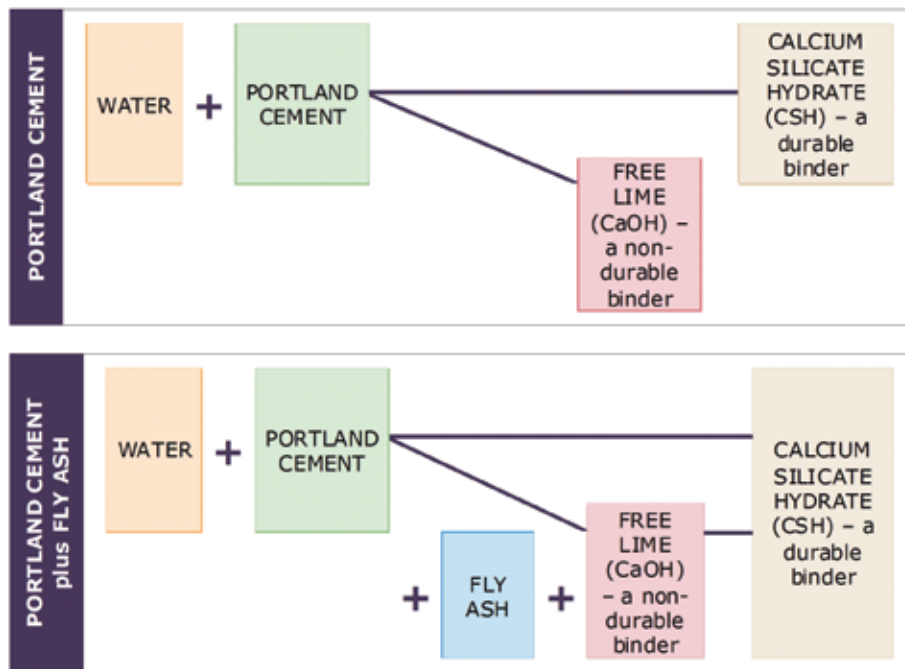 PORTLAND CEMENT
WATER
+
PORTLAND
CEMENT
CALCIUM
SILICATE
HYDRATE
(CSH) – a
durable
binder
FREE
LIME
(CaOH) –
a non-
durable
binder
PORTLAND CEMENT
plus FLY ASH
WATER
+
PORTLAND
CEMENT
+
FLY
ASH
+
FREE
LIME
(CaOH)
– a non-
durable
binder
CALCIUM
SILICATE
HYDRATE
(CSH) – a
durable
binder